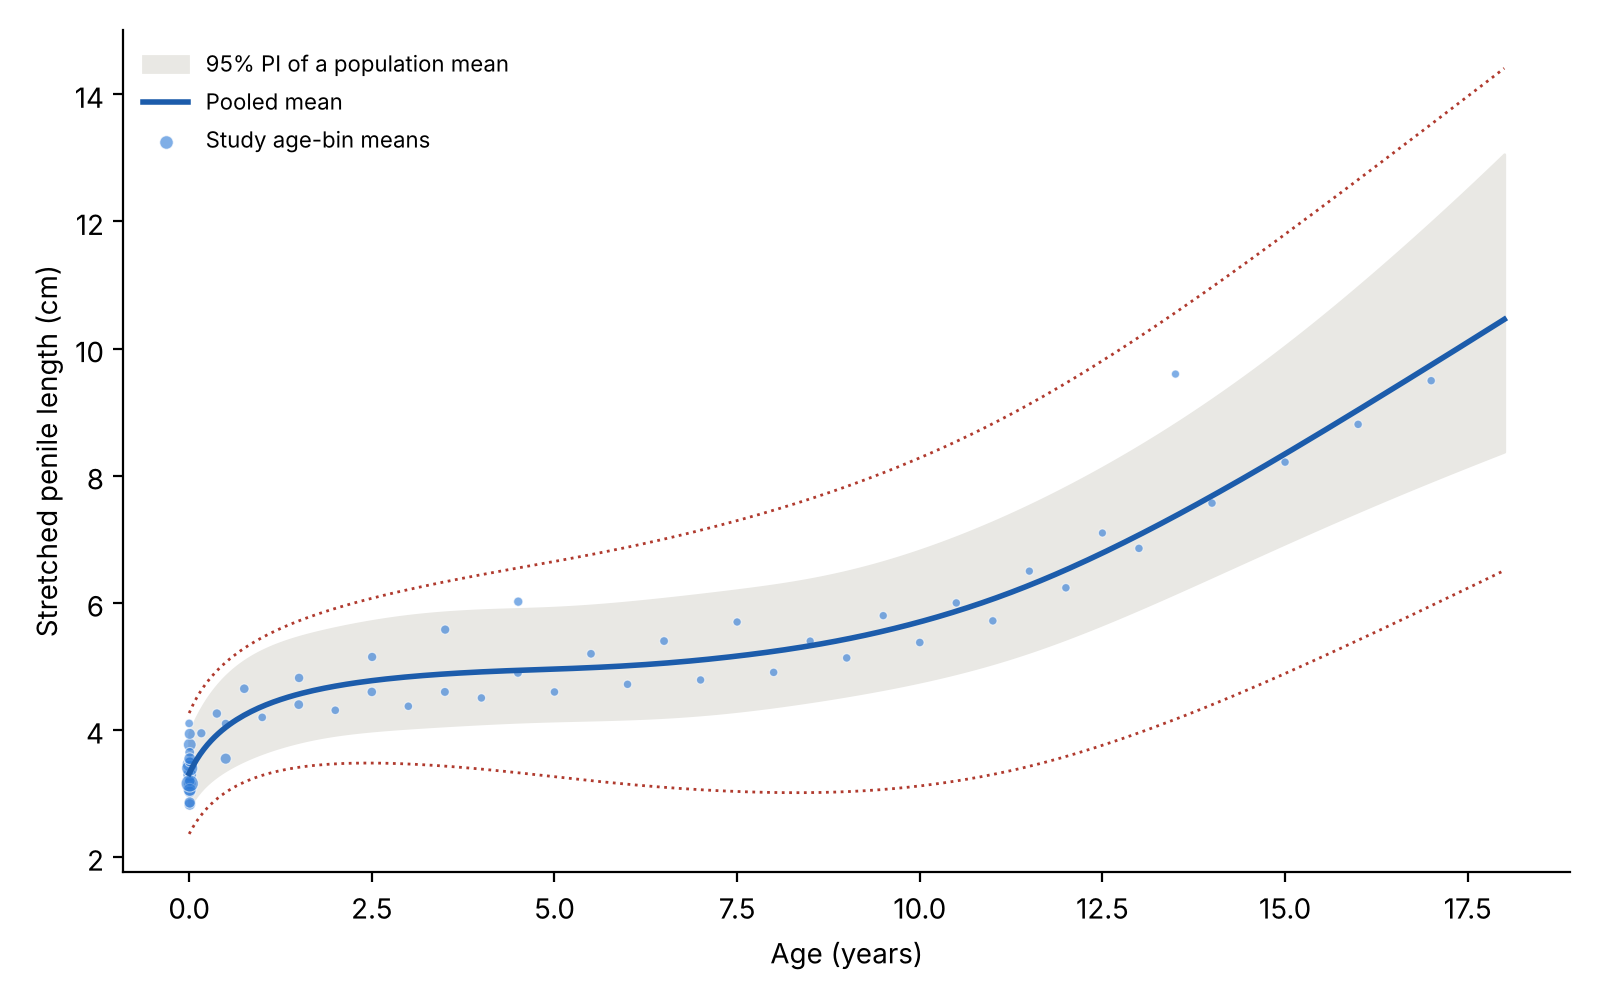 95% PI of a population mean
Pooled mean
Study age-bin means
Stretched penile length (cm)
14
12
10
8
6
4
2
0.0 2.5 5.0 7.5 10.0 12.5 15.0 17.5
Age (years)